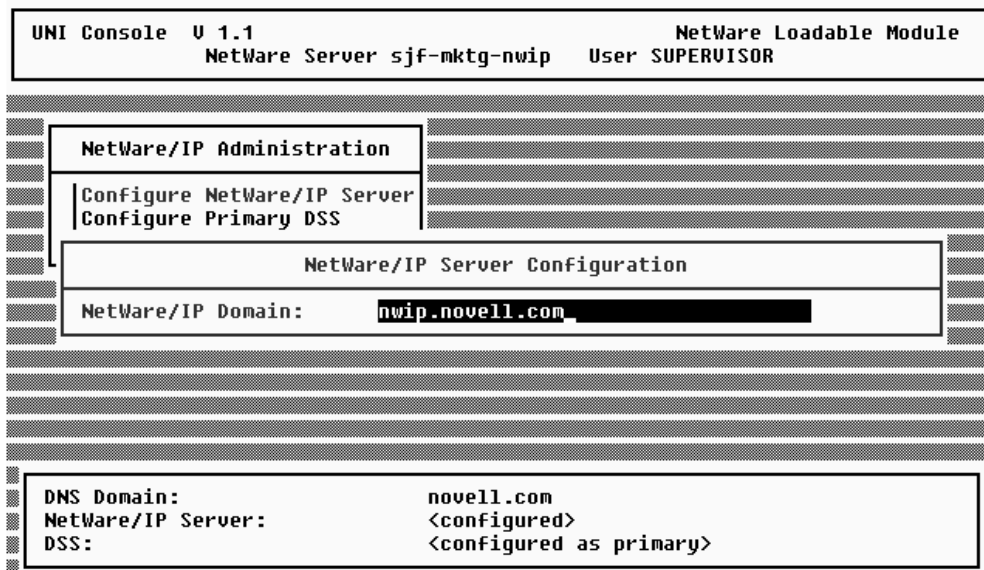 UNI Console V 1.1 NetWare Loadable Module
NetWare Server sjf-mktg-nwip User SUPERVISOR
NetWare/IP Administration
Configure NetWare/IP Server
Configure Primary DSS
NetWare/IP Server Configuration
NetWare/IP Domain: nwip.novell.com_
DNS Domain: novell.com
NetWare/IP Server: <configured>
DSS: <configured as primary>